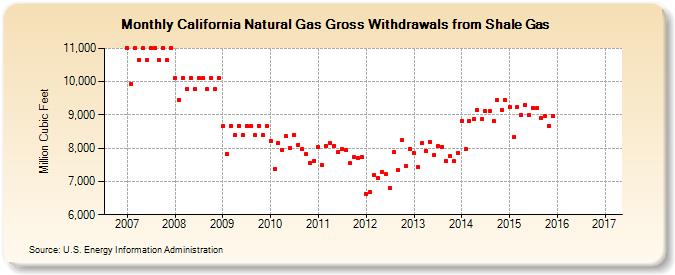 Monthly California Natural Gas Gross Withdrawals from Shale Gas
Million Cubic Feet
11,000
10,000
9,000
8,000
7,000
6,000
2007 2008 2009 2010 2011 2012 2013 2014 2015 2016 2017
Source: U.S. Energy Information Administration